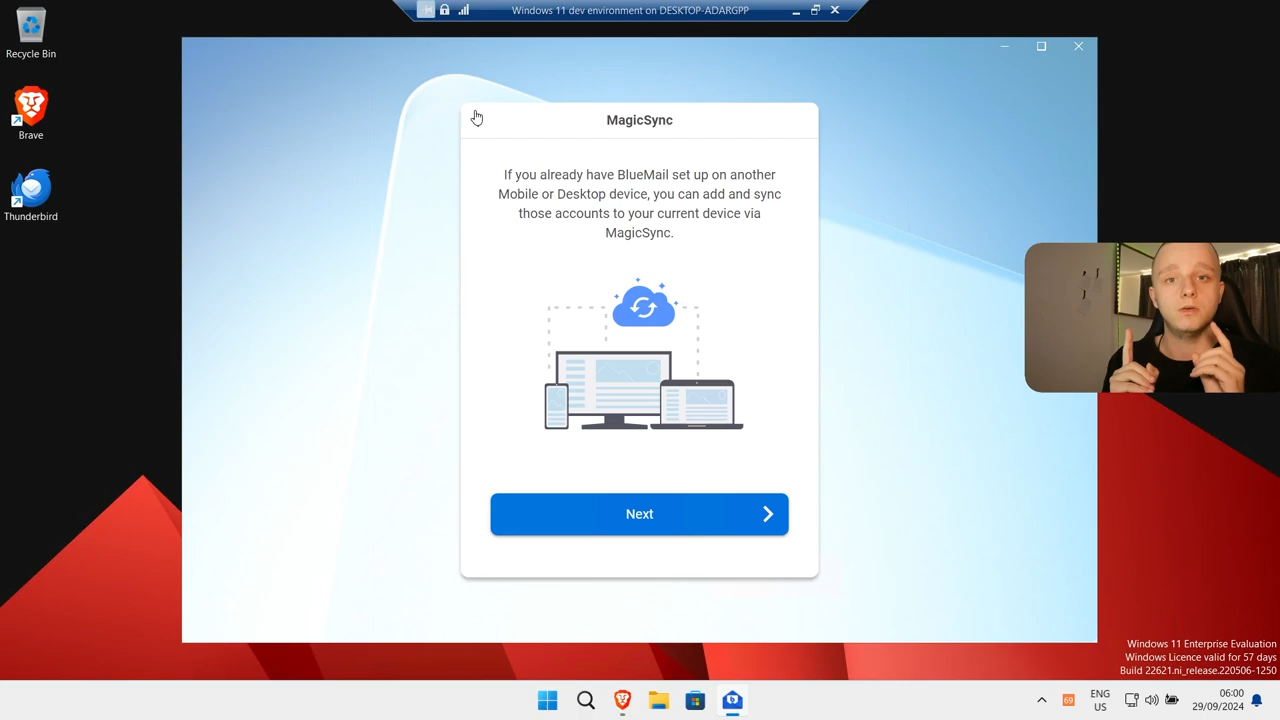 Windows 11 dev environment on DESKTOP-ADARGPP
Recycle Bin
Brave
Thunderbird
MagicSync
If you already have BlueMail set up on another
Mobile or Desktop device, you can add and sync
those accounts to your current device via
MagicSync.
Next
Windows 11 Enterprise Evaluation
Windows Licence valid for 57 days
Build 22621.ni_release.220506-1250
69
ENG
US
06:00
29/09/2024